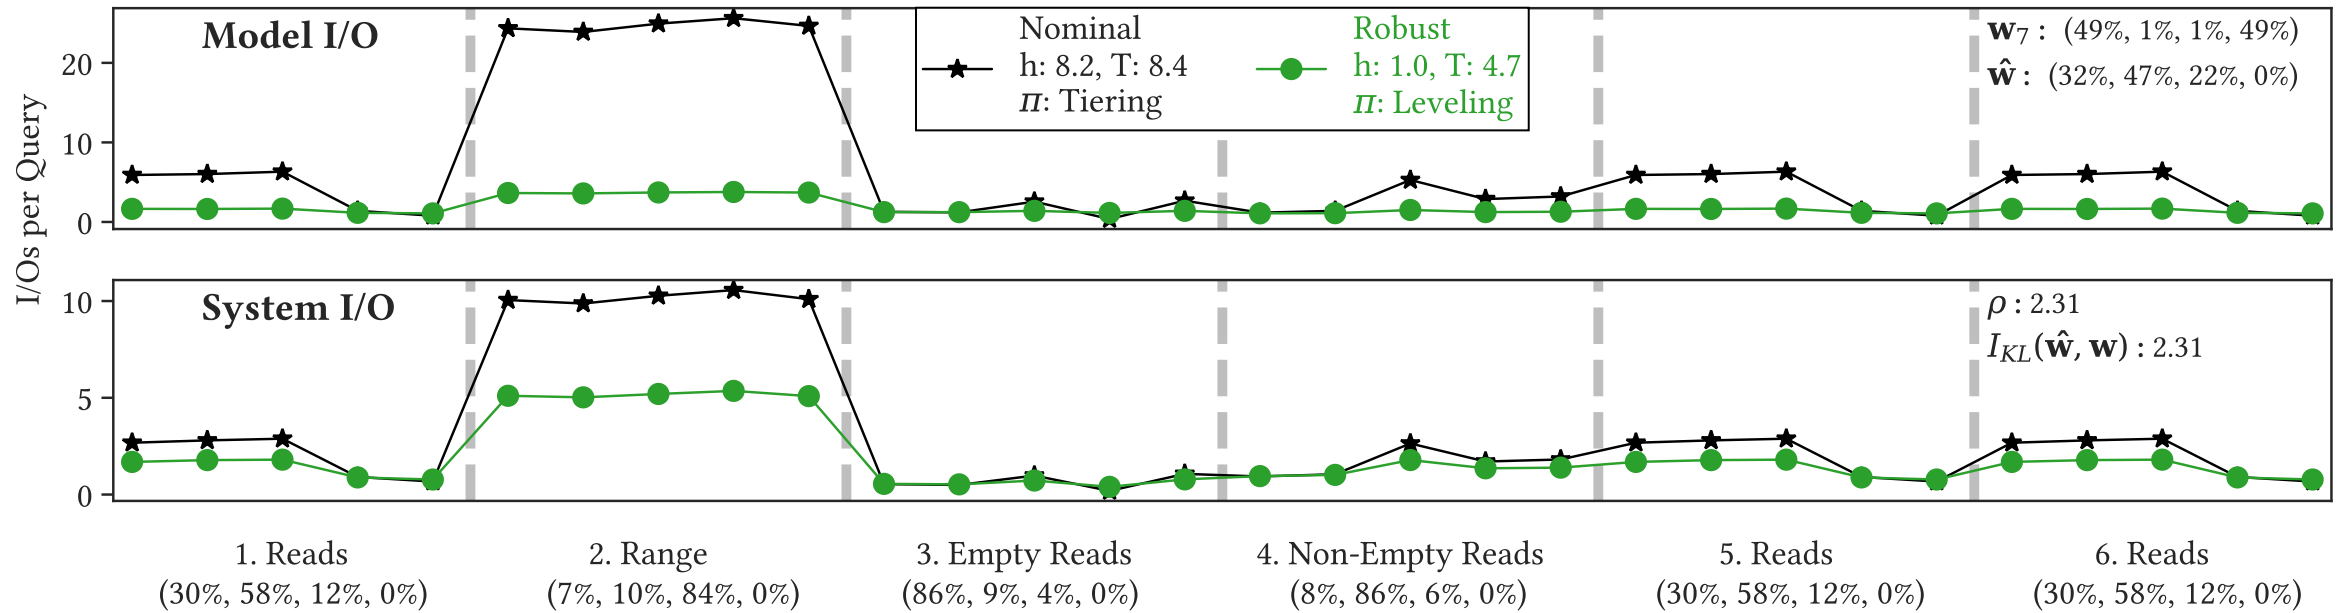 I/Os per Query
Model I/O
20
10
0
Nominal
h: 8.2, T: 8.4
π: Tiering
Robust
h: 1.0, T: 4.7
π: Leveling
w₇ : (49%, 1%, 1%, 49%)
ŵ : (32%, 47%, 22%, 0%)
System I/O
10
5
0
ρ : 2.31
I_KL(ŵ, w) : 2.31
1. Reads
(30%, 58%, 12%, 0%)
2. Range
(7%, 10%, 84%, 0%)
3. Empty Reads
(86%, 9%, 4%, 0%)
4. Non-Empty Reads
(8%, 86%, 6%, 0%)
5. Reads
(30%, 58%, 12%, 0%)
6. Reads
(30%, 58%, 12%, 0%)